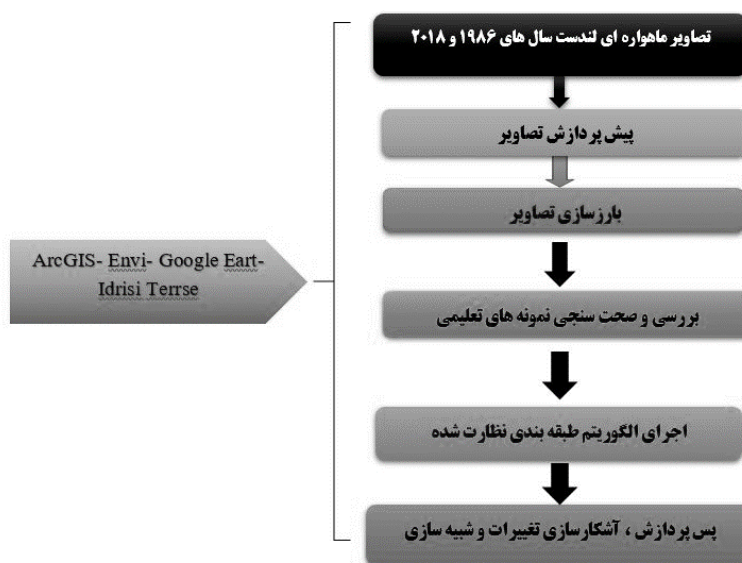 تصاویر ماهواره ای لندست سال های ۱۹۸۶ و ۲۰۱۸
پیش پردازش تصاویر
بارزسازی تصاویر
بررسی و صحت سنجی نمونه های تعلیمی
اجرای الگوریتم طبقه بندی نظارت شده
پس پردازش ، آشکارسازی تغییرات و شبیه سازی
ArcGIS- Envi- Google Eart-
Idrisi Terrse